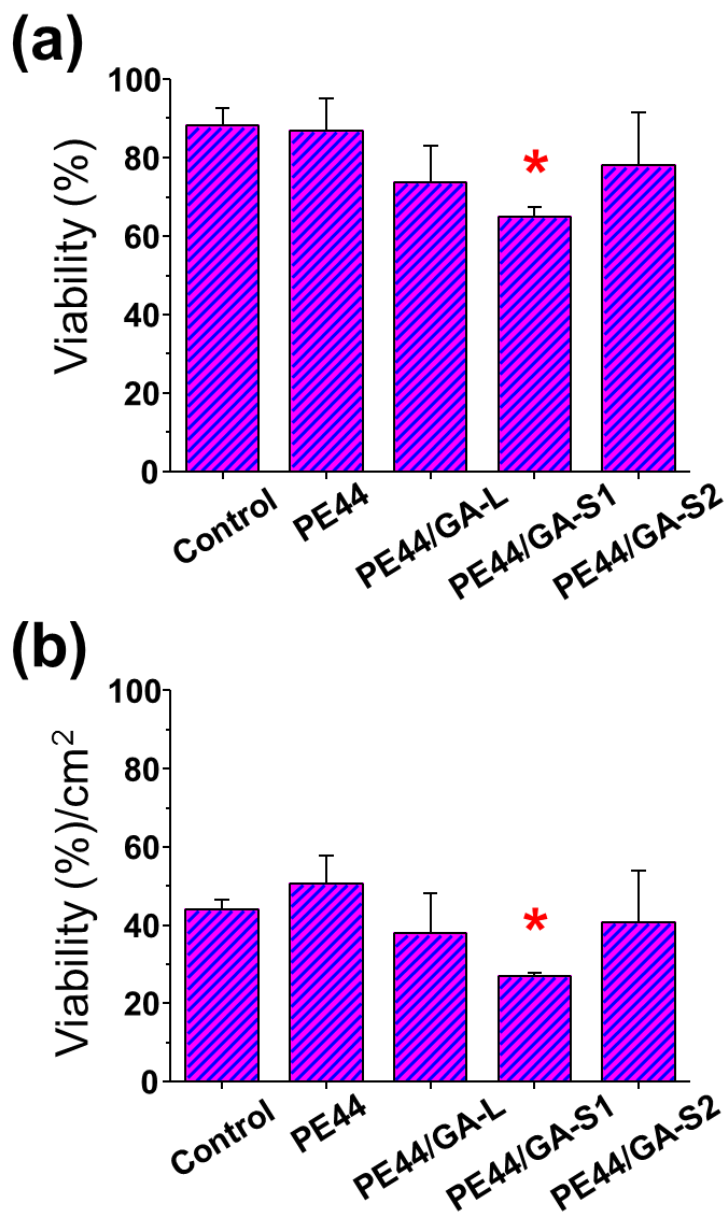 (a)
Viability (%)
100
80
60
40
20
0
*
Control
PE44
PE44/GA-L
PE44/GA-S1
PE44/GA-S2
(b)
Viability (%)/cm²
100
80
60
40
20
0
*
Control
PE44
PE44/GA-L
PE44/GA-S1
PE44/GA-S2